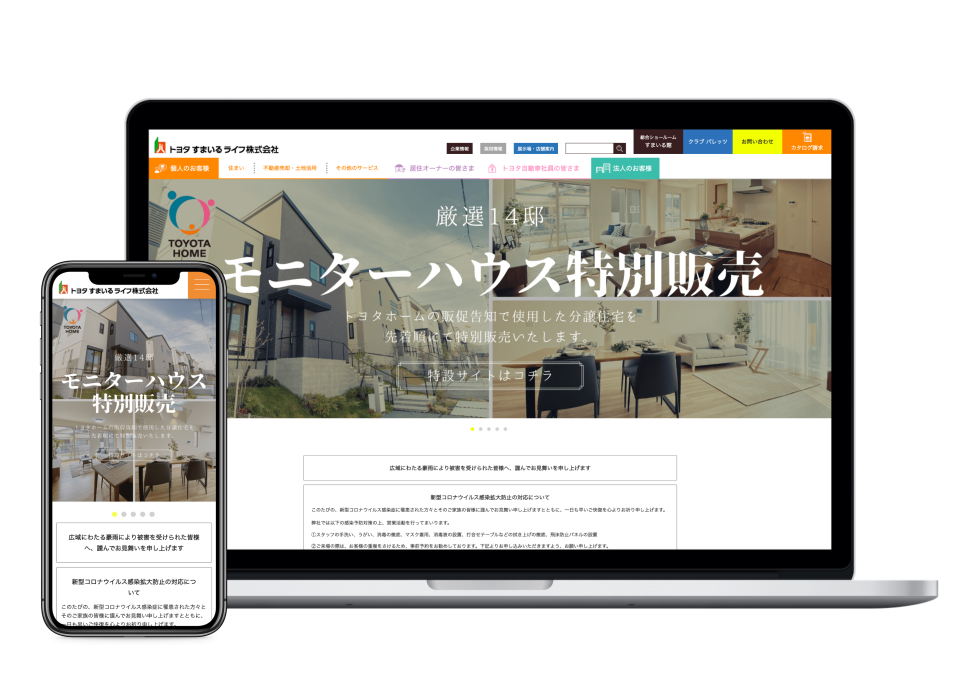 トヨタすまいるライフ株式会社
企業情報
採用情報
展示場・店舗案内
総合ショールーム
すまいる館
クラブ パレッツ
お問い合わせ
カタログ請求
個人のお客様
住まい
不動産売却・土地活用
その他のサービス
居住オーナーの皆さま
トヨタ自動車社員の皆さま
法人のお客様
TOYOTA
HOME
厳選14邸
モニターハウス特別販売
トヨタホームの販促告知で使用した分譲住宅を
先着順にて特別販売いたします。
特設サイトはコチラ
広域にわたる豪雨により被害を受けられた皆様へ、謹んでお見舞いを申し上げます
新型コロナウイルス感染拡大防止の対応について
このたびの、新型コロナウイルス感染症に罹患された方々とそのご家族の皆様に謹んでお見舞い申し上げますとともに、一日も早いご快復を心よりお祈り申し上げます。
弊社では以下の感染予防対策の上、営業活動を行ってまいります。
①スタッフの手洗い、うがい、消毒の徹底、マスク着用、消毒液の設置、打合せテーブルなどの拭き上げの徹底、飛沫防止パネルの設置
②ご来場の際は、お客様の重複をさけるため、事前予約をお勧めしております。下記よりお申し込みいただきますよう、お願い申し上げます。
トヨタすまいるライフ株式会社
TOYOTA
HOME
厳選14邸
モニターハウス
特別販売
トヨタホームの販促告知で使用した分譲住宅を
先着順にて特別販売いたします。
広域にわたる豪雨により被害を受けられた皆様
へ、謹んでお見舞いを申し上げます
新型コロナウイルス感染拡大防止の対応につ
いて
このたびの、新型コロナウイルス感染症に罹患された方々と
そのご家族の皆様に謹んでお見舞い申し上げますとともに、
一日も早いご快復を心よりお祈り申し上げます。